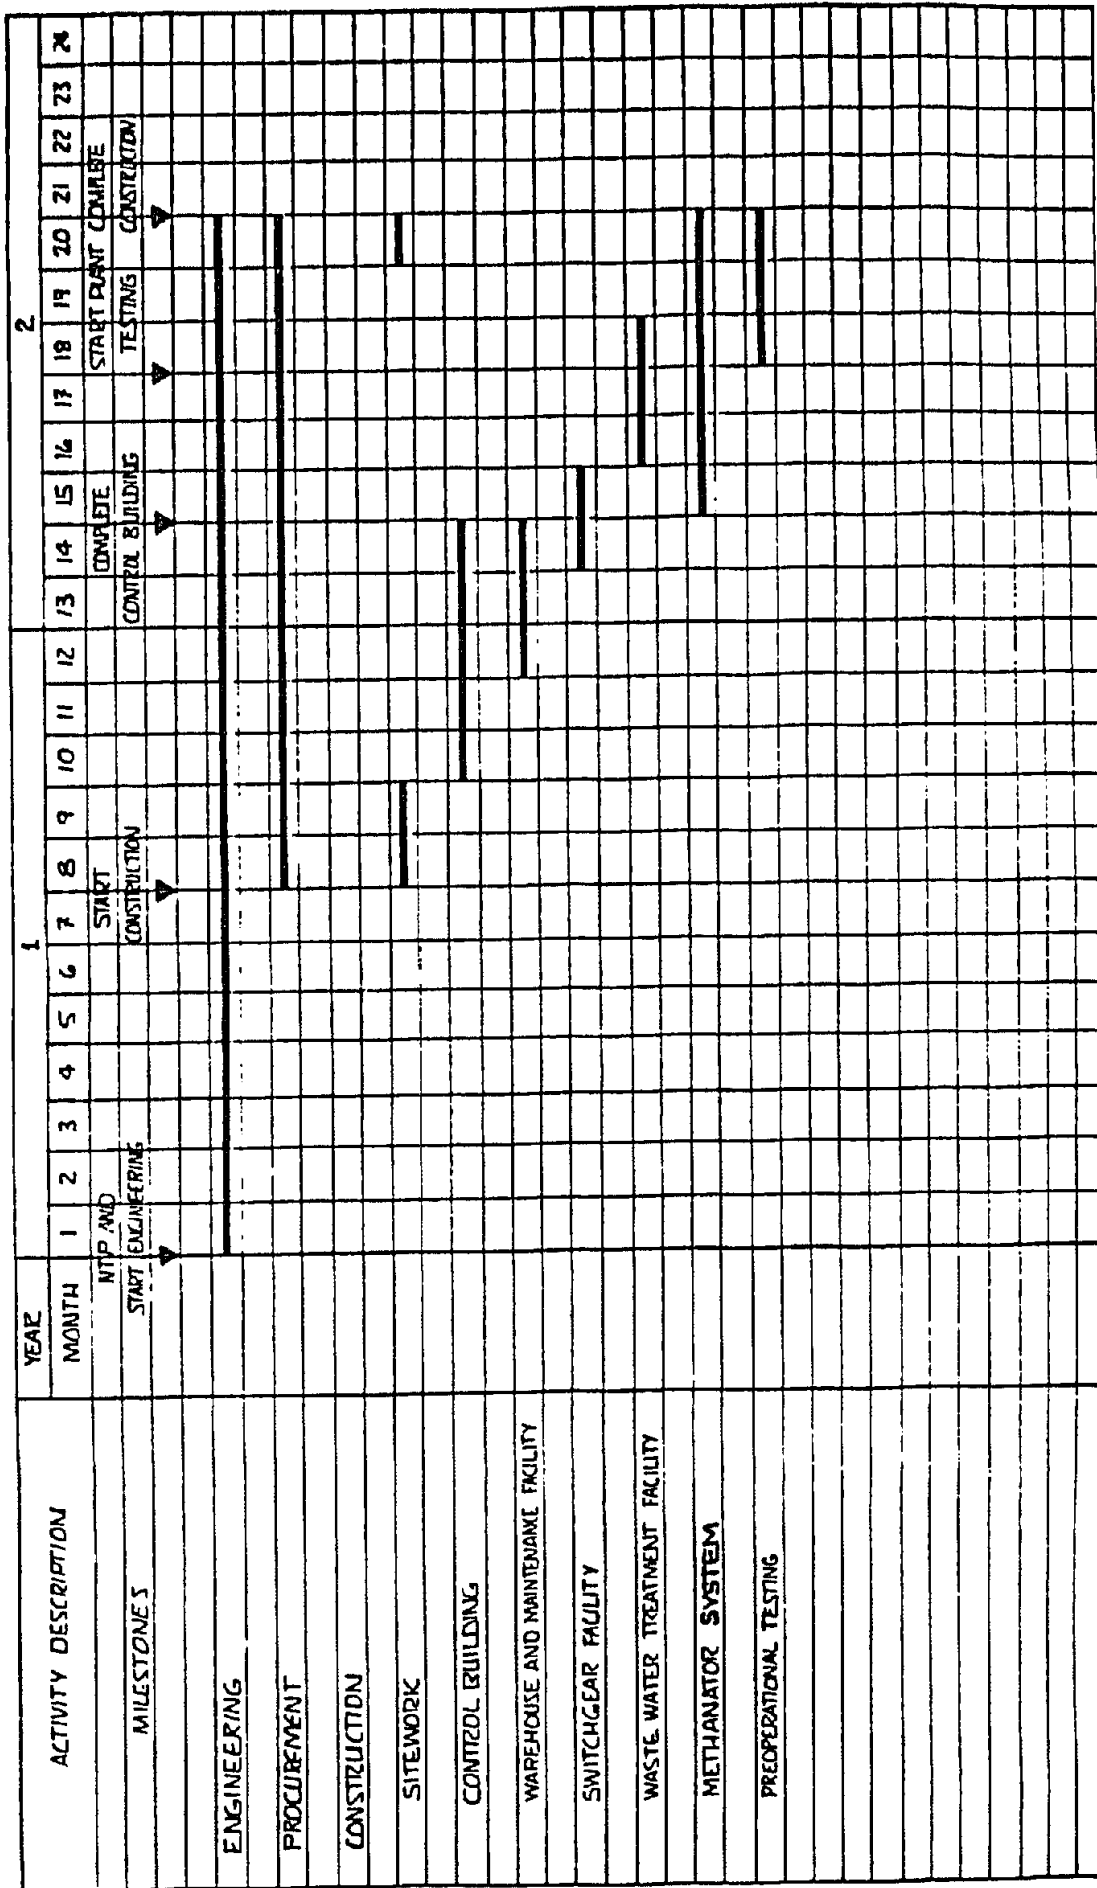 ACTIVITY DESCRIPTION
YEAR
1
2
MONTH
1 2 3 4 5 6 7 8 9 10 11 12 13 14 15 16 17 18 19 20 21 22 23 24
MILESTONES
NTP AND
START ENGINEERING
START
CONSTRUCTION
COMPLETE
CONTROL BUILDING
START PLANT
TESTING
COMPLETE
CONSTRUCTION
ENGINEERING
PROCUREMENT
CONSTRUCTION
SITEWORK
CONTROL BUILDING
WAREHOUSE AND MAINTENANCE FACILITY
SWITCHGEAR FACILITY
WASTE WATER TREATMENT FACILITY
METHANATOR SYSTEM
PREOPERATIONAL TESTING